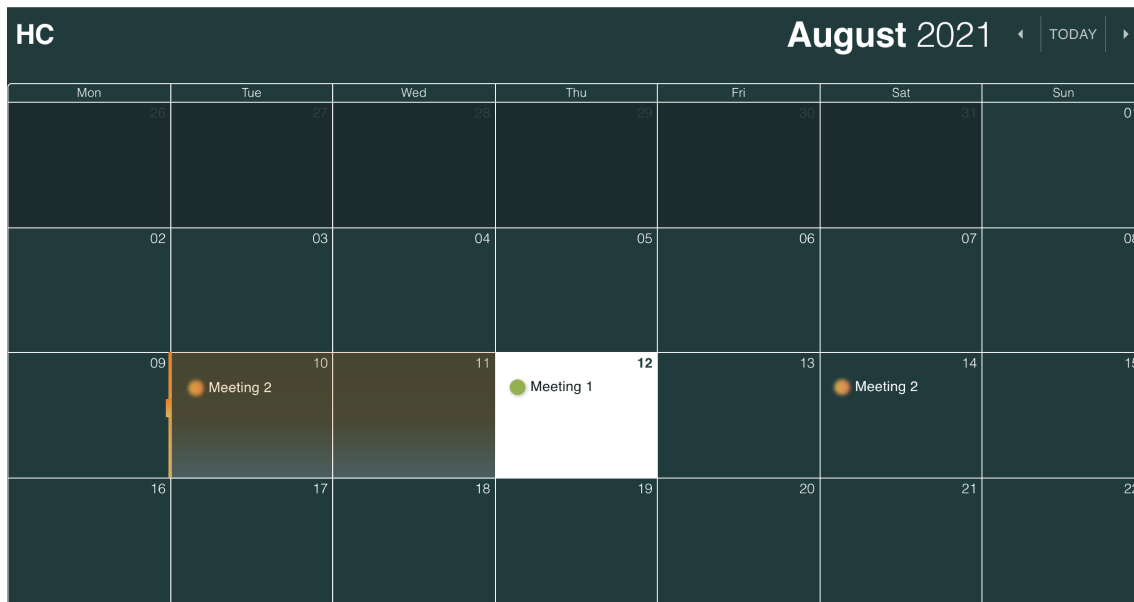 HC
August 2021
TODAY
Mon Tue Wed Thu Fri Sat Sun
26 27 28 29 30 31
02 03 04 05 06 07
09 10 11 12 13 14
Meeting 2 Meeting 1 Meeting 2
16 17 18 19 20 21